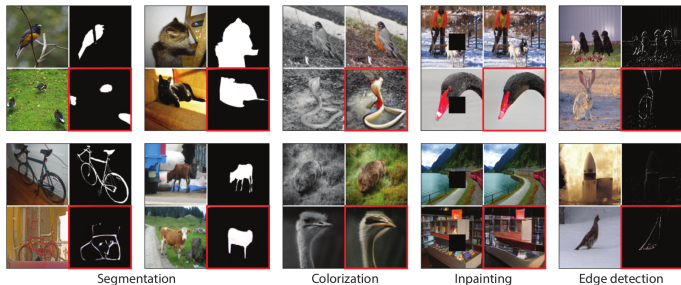 Segmentation
Colorization
Inpainting
Edge detection